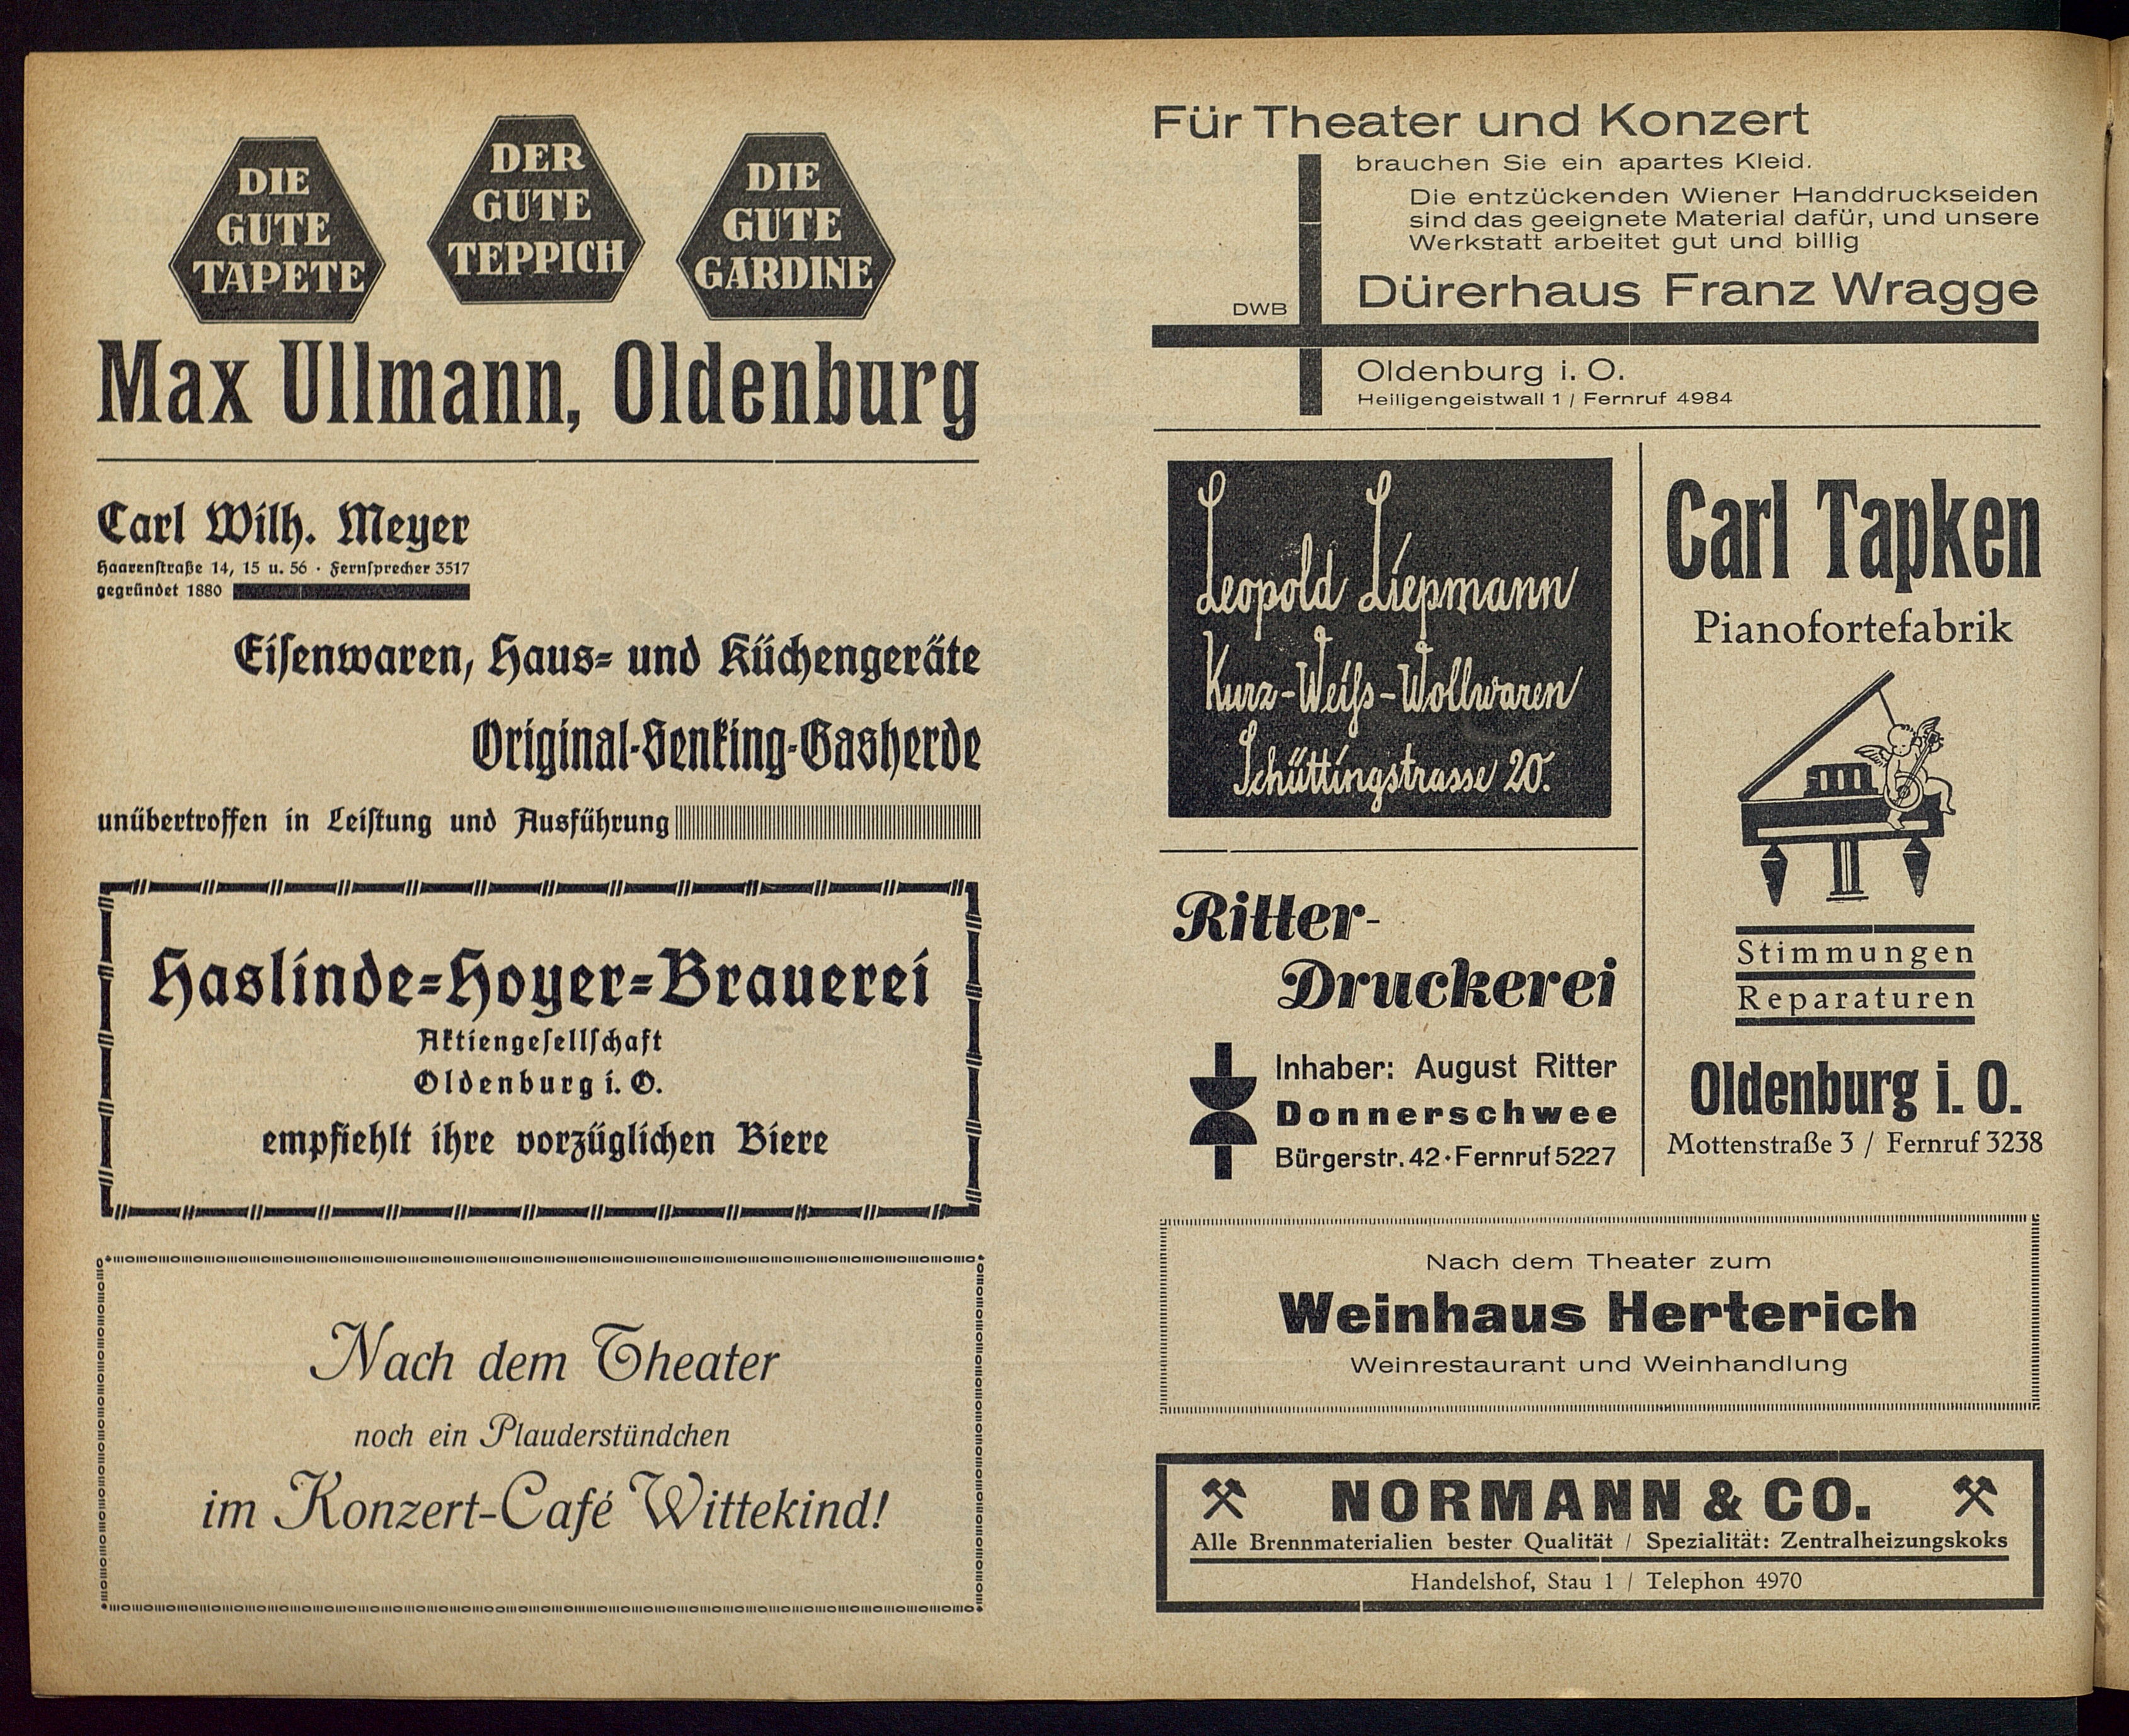 DIE
GUTE
TAPETE
DER
GUTE
TEPPICH
DIE
GUTE
GARDINE
Max Ullmann, Oldenburg
Carl Wilh. Meyer
Haarenſtraße 14, 15 u. 56 · Fernſprecher 3517
gegründet 1880
Eiſenwaren, Haus- und Küchengeräte
Original-Senking-Gasherde
unübertroffen in Leiſtung und Ausführung
Haslinde-Hoyer-Brauerei
Aktiengeſellſchaft
Oldenburg i. O.
empfiehlt ihre vorzüglichen Biere
Nach dem Theater
noch ein Plauderstündchen
im Konzert-Café Wittekind!
Für Theater und Konzert
brauchen Sie ein apartes Kleid.
Die entzückenden Wiener Handdruckseiden
sind das geeignete Material dafür, und unsere
Werkstatt arbeitet gut und billig
DWB
Dürerhaus Franz Wragge
Oldenburg i. O.
Heiligengeistwall 1 / Fernruf 4984
Leopold Liepmann
Kurz-Weiſs-Wollwaren
Schüttingstrasse 20.
Ritter-
Druckerei
Inhaber: August Ritter
Donnerschwee
Bürgerstr. 42 · Fernruf 5227
Carl Tapken
Pianofortefabrik
Stimmungen
Reparaturen
Oldenburg i. O.
Mottenstraße 3 / Fernruf 3238
Nach dem Theater zum
Weinhaus Herterich
Weinrestaurant und Weinhandlung
NORMANN & CO.
Alle Brennmaterialien bester Qualität / Spezialität: Zentralheizungskoks
Handelshof, Stau 1 / Telephon 4970